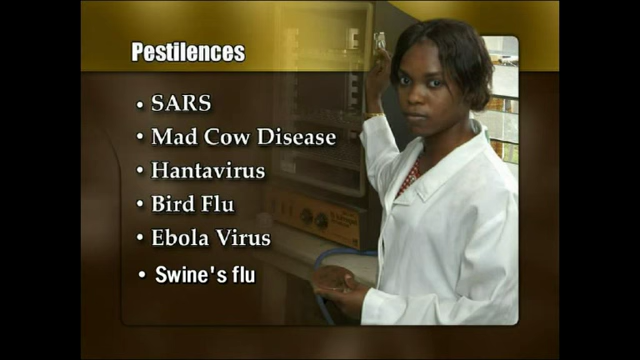 Pestilences
• SARS
• Mad Cow Disease
• Hantavirus
• Bird Flu
• Ebola Virus
• Swine's flu